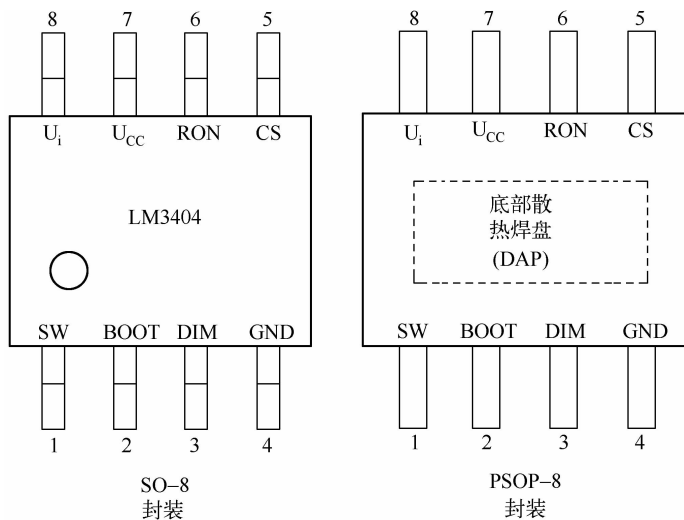 8 7 6 5 8 7 6 5
Ui UCC RON CS Ui UCC RON CS
LM3404
底部散
热焊盘
(DAP)
SW BOOT DIM GND SW BOOT DIM GND
1 2 3 4 1 2 3 4
SO-8 PSOP-8
封装 封装